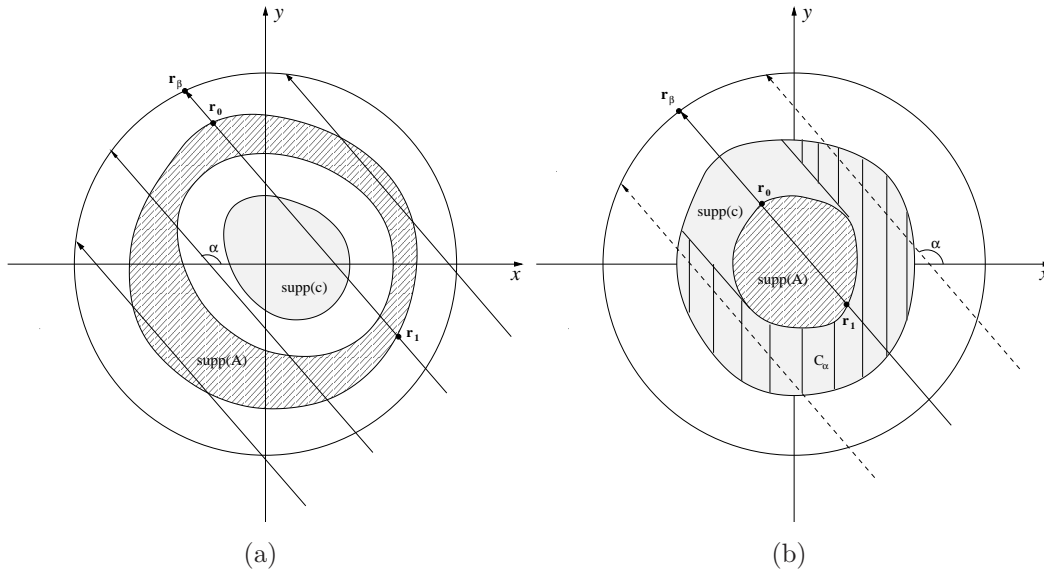 y
r_β
r_0
α
x
supp(c)
r_1
supp(A)
(a)
y
r_β
r_0
supp(c)
α
x
supp(A)
r_1
C_α
(b)